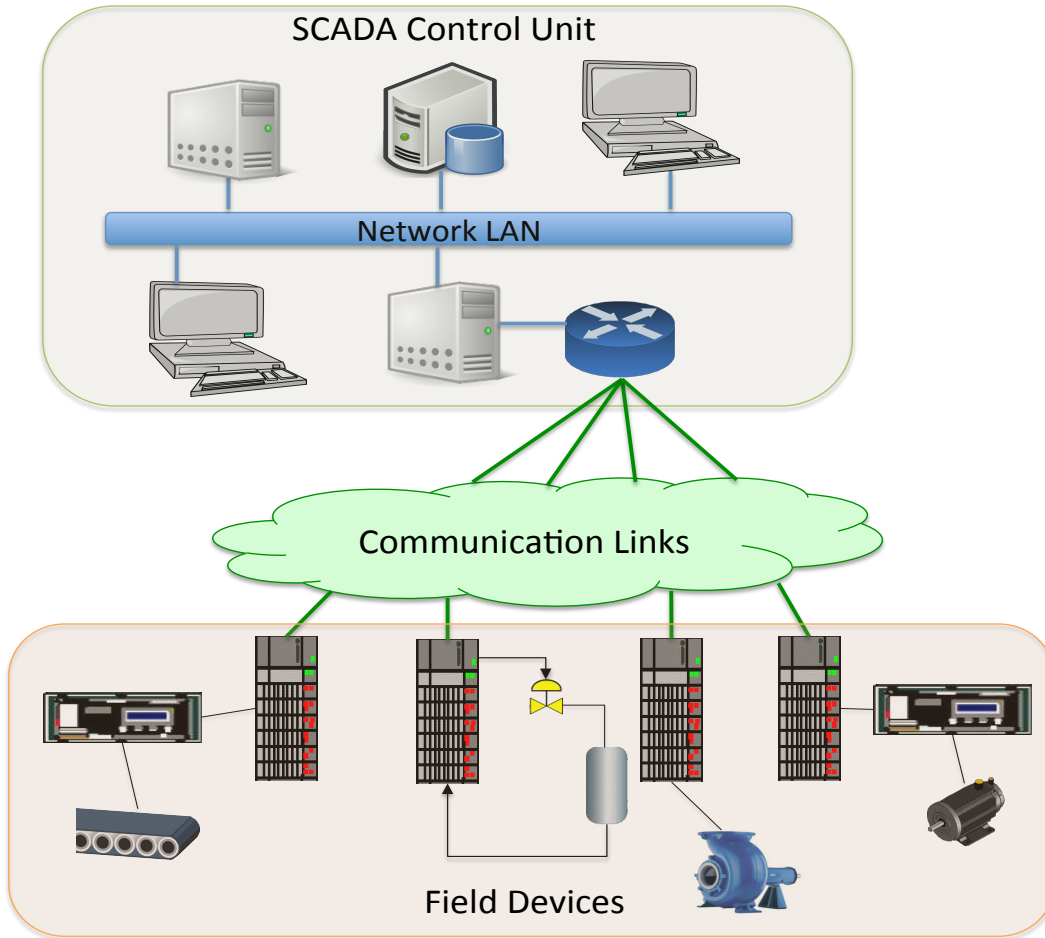 SCADA Control Unit
Network LAN
Communication Links
Field Devices